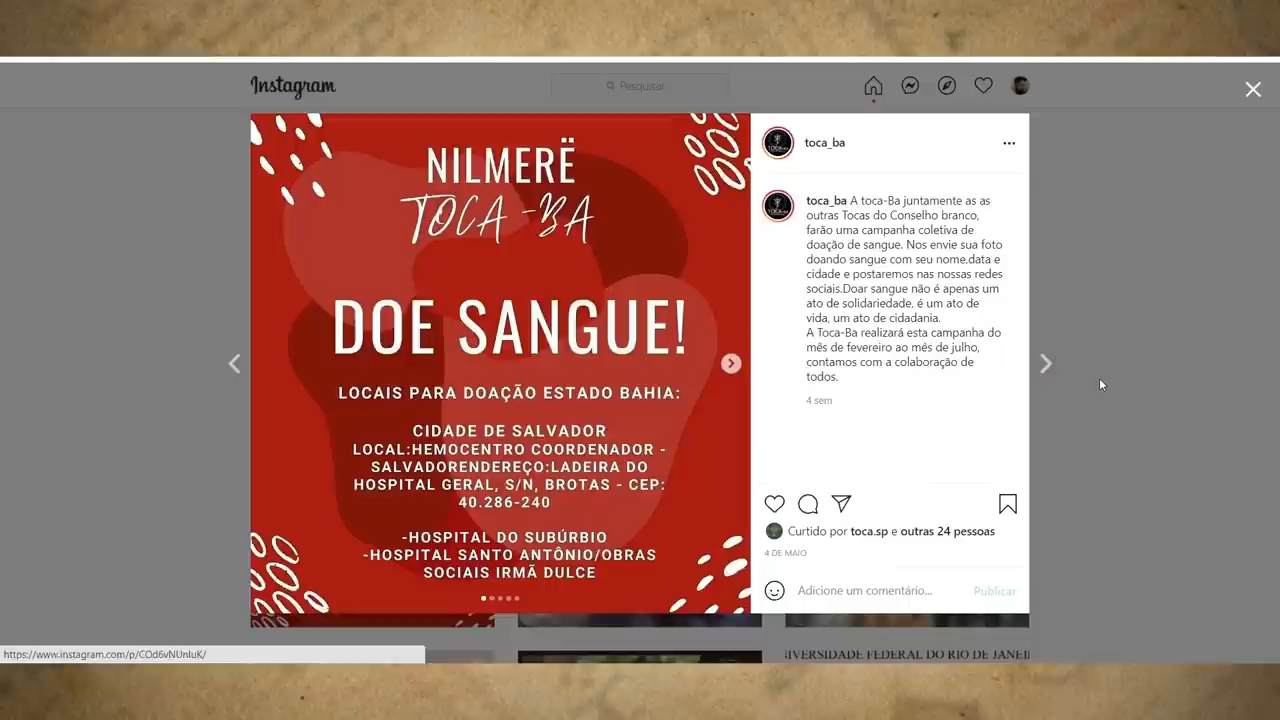 Instagram
Pesquisar
NILMERË
TOCA-BA
DOE SANGUE!
LOCAIS PARA DOAÇÃO ESTADO BAHIA:
CIDADE DE SALVADOR
LOCAL:HEMOCENTRO COORDENADOR -
SALVADORENDEREÇO:LADEIRA DO
HOSPITAL GERAL, S/N, BROTAS - CEP:
40.286-240
-HOSPITAL DO SUBÚRBIO
-HOSPITAL SANTO ANTÔNIO/OBRAS
SOCIAIS IRMÃ DULCE
toca_ba
toca_ba A toca-Ba juntamente as as
outras Tocas do Conselho branco,
farão uma campanha coletiva de
doação de sangue. Nos envie sua foto
doando sangue com seu nome,data e
cidade e postaremos nas nossas redes
sociais.Doar sangue não é apenas um
ato de solidariedade, é um ato de
vida, um ato de cidadania.
A Toca-Ba realizará esta campanha do
mês de fevereiro ao mês de julho,
contamos com a colaboração de
todos.
4 sem
Curtido por toca.sp e outras 24 pessoas
4 DE MAIO
Adicione um comentário... Publicar
IVERSIDADE FEDERAL DO RIO DE JANEI
https://www.instagram.com/p/COd6vNUnIuK/